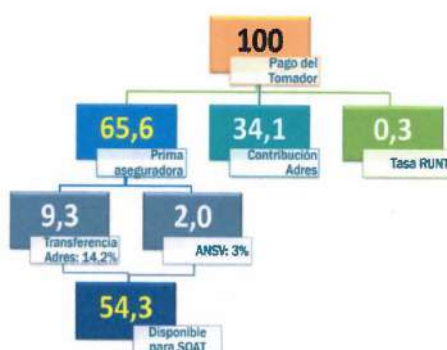 100
Pago del
Tomador
65,6
Prima
aseguradora
34,1
Contribución
Adres
0,3
Tasa RUNT
9,3
Transferencia
Adres: 14,2%
2,0
ANSV: 3%
54,3
Disponible
para SOAT